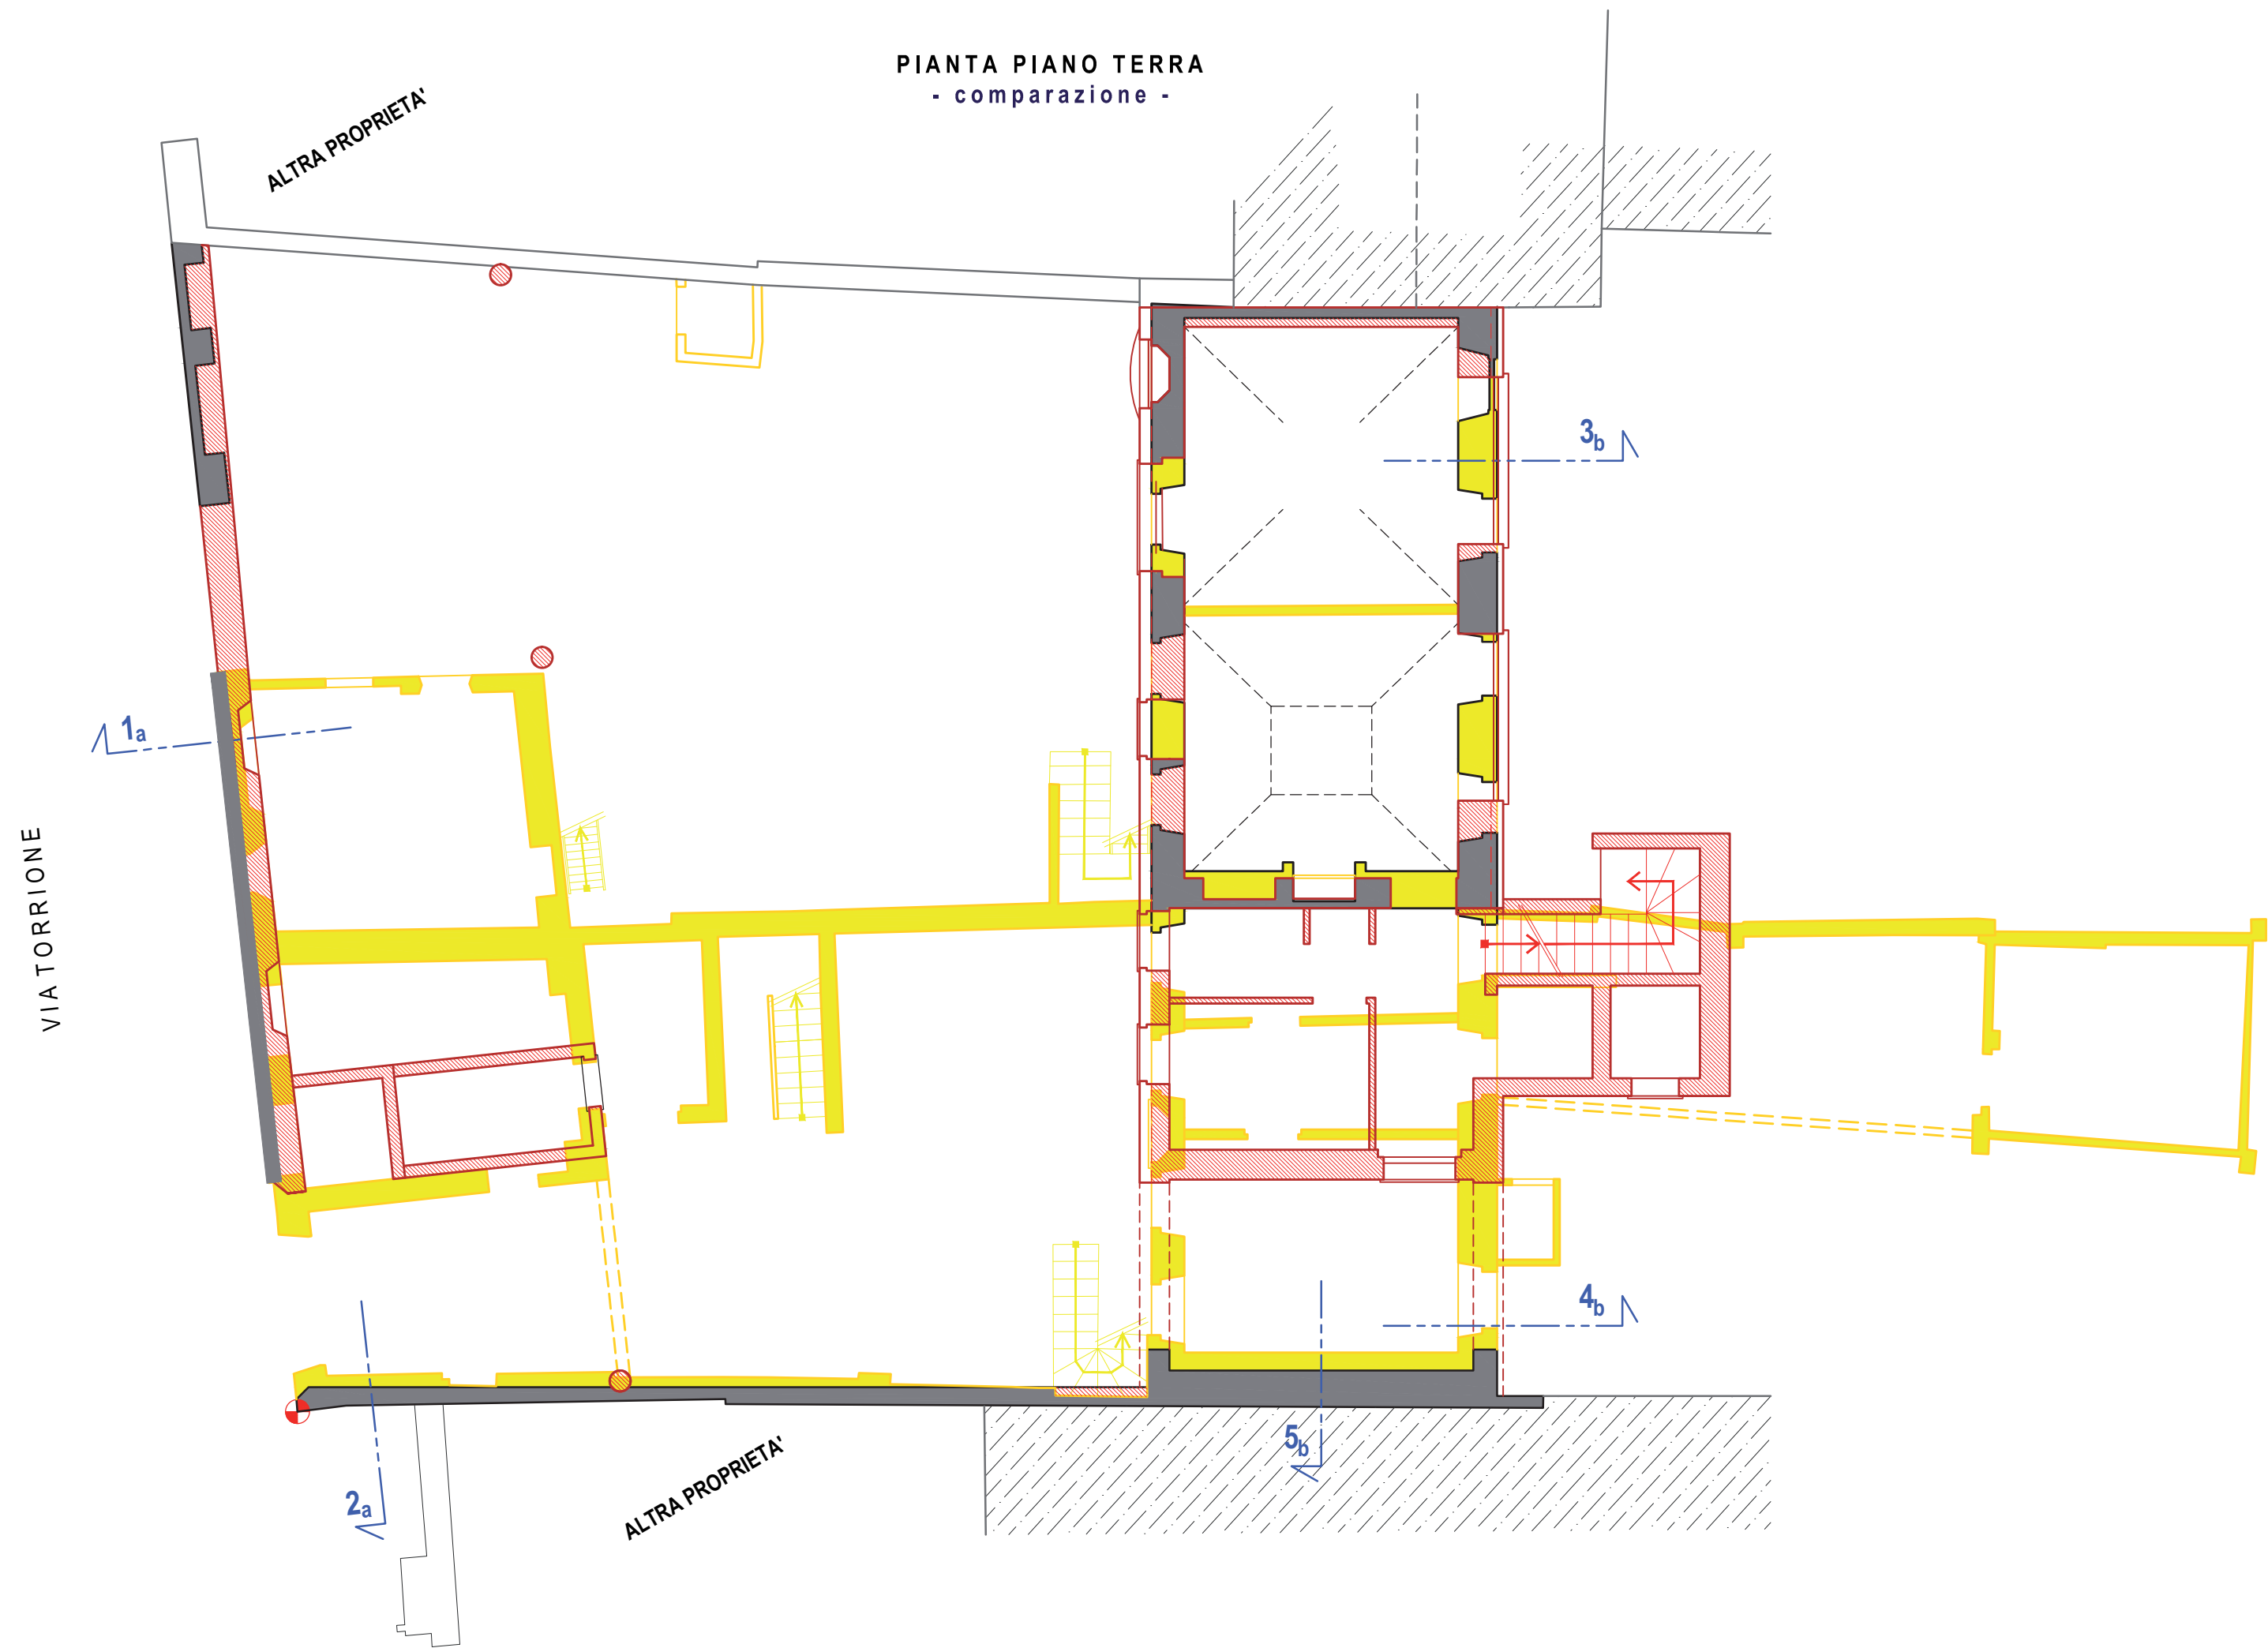 PIANTA PIANO TERRA
- comparazione -
ALTRA PROPRIETA'
3b
1a
VIA TORRIONE
4b
5b
2a
ALTRA PROPRIETA'